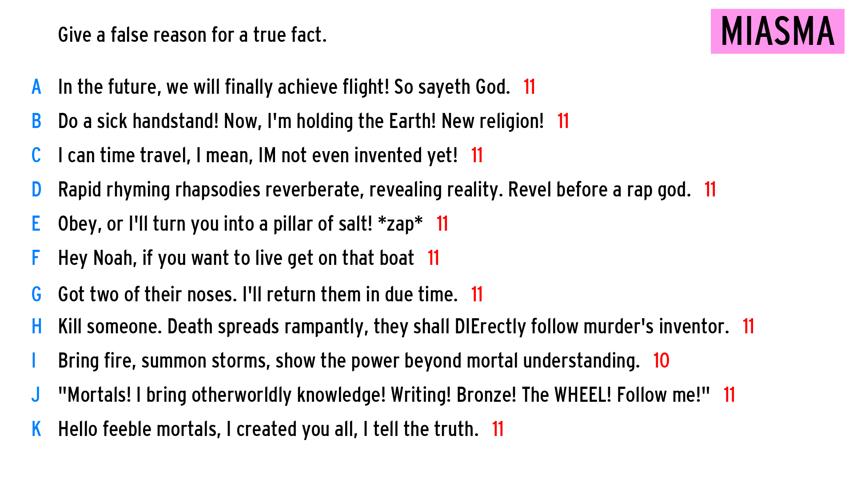 Give a false reason for a true fact.
MIASMA
A In the future, we will finally achieve flight! So sayeth God. 11
B Do a sick handstand! Now, I'm holding the Earth! New religion! 11
C I can time travel, I mean, IM not even invented yet! 11
D Rapid rhyming rhapsodies reverberate, revealing reality. Revel before a rap god. 11
E Obey, or I'll turn you into a pillar of salt! *zap* 11
F Hey Noah, if you want to live get on that boat 11
G Got two of their noses. I'll return them in due time. 11
H Kill someone. Death spreads rampantly, they shall DIErectly follow murder's inventor. 11
I Bring fire, summon storms, show the power beyond mortal understanding. 10
J "Mortals! I bring otherworldly knowledge! Writing! Bronze! The WHEEL! Follow me!" 11
K Hello feeble mortals, I created you all, I tell the truth. 11